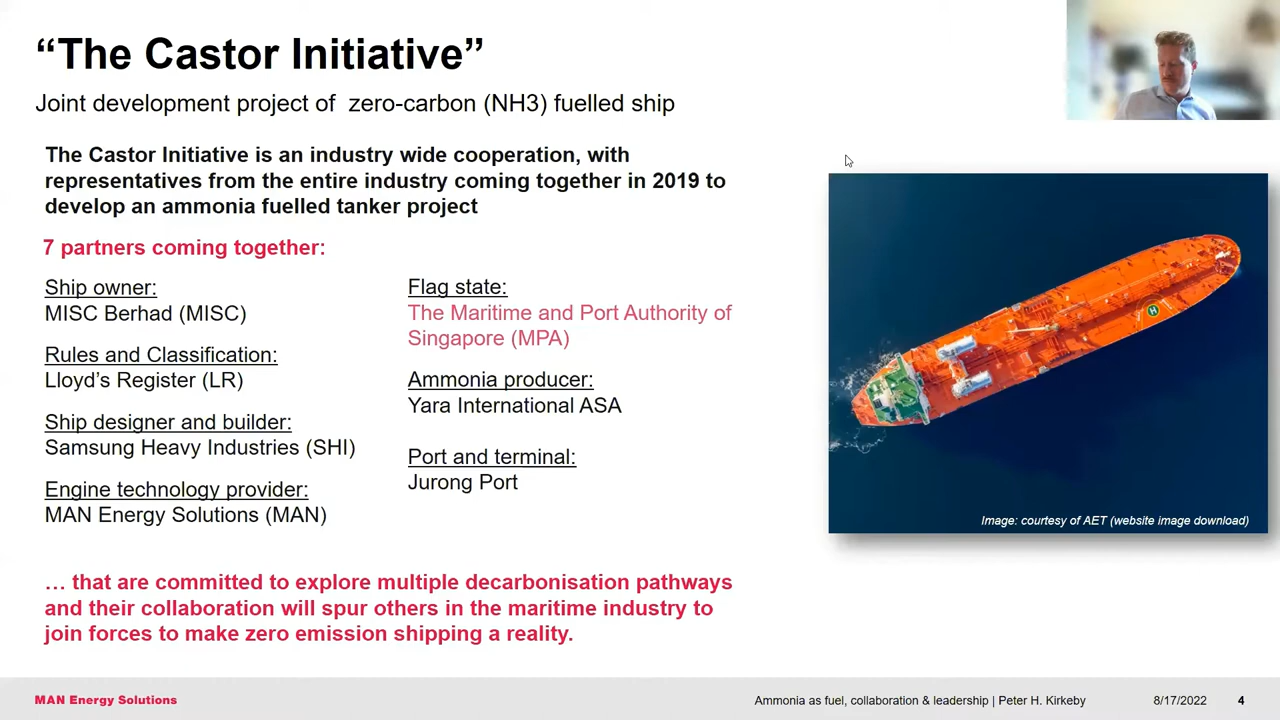 “The Castor Initiative”
Joint development project of  zero-carbon (NH3) fuelled ship
The Castor Initiative is an industry wide cooperation, with
representatives from the entire industry coming together in 2019 to
develop an ammonia fuelled tanker project
7 partners coming together:
Ship owner:
MISC Berhad (MISC)
Rules and Classification:
Lloyd’s Register (LR)
Ship designer and builder:
Samsung Heavy Industries (SHI)
Engine technology provider:
MAN Energy Solutions (MAN)
Flag state:
The Maritime and Port Authority of
Singapore (MPA)
Ammonia producer:
Yara International ASA
Port and terminal:
Jurong Port
… that are committed to explore multiple decarbonisation pathways
and their collaboration will spur others in the maritime industry to
join forces to make zero emission shipping a reality.
H
Image: courtesy of AET (website image download)
MAN Energy Solutions
Ammonia as fuel, collaboration & leadership | Peter H. Kirkeby
8/17/2022
4